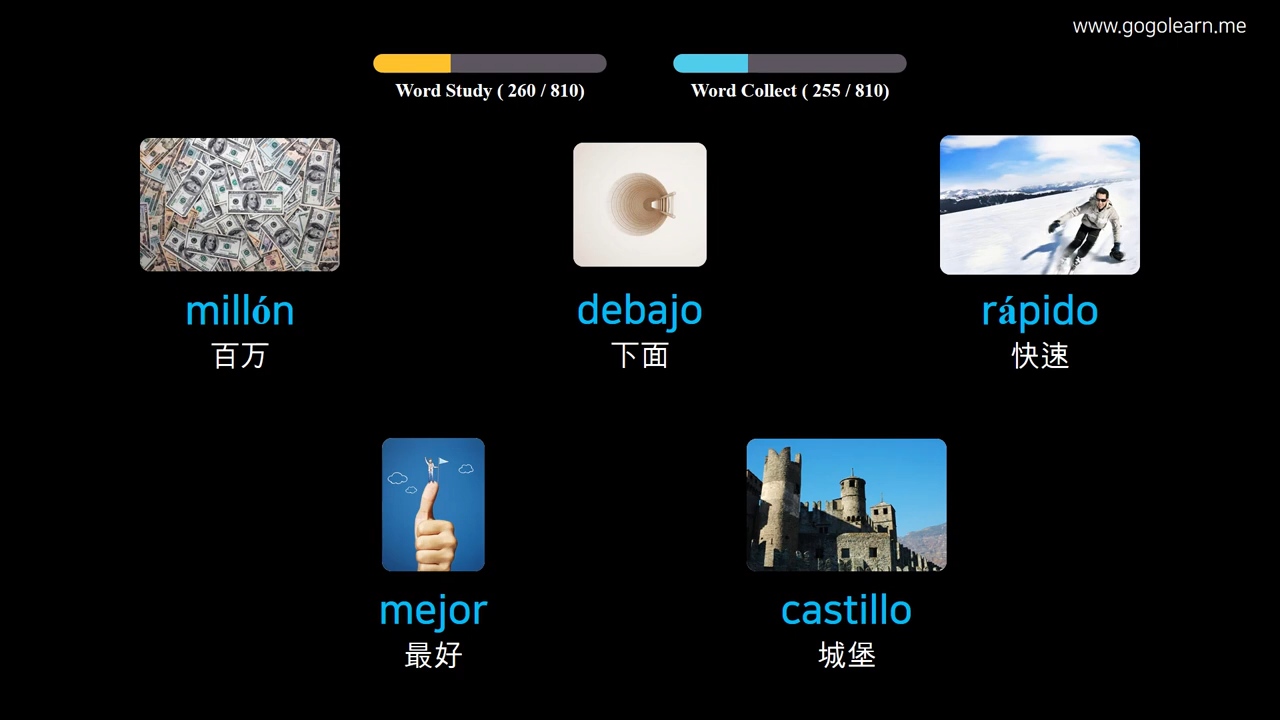 www.gogolearn.me
Word Study ( 260 / 810)
Word Collect ( 255 / 810)
millón
百万
debajo
下面
rápido
快速
mejor
最好
castillo
城堡